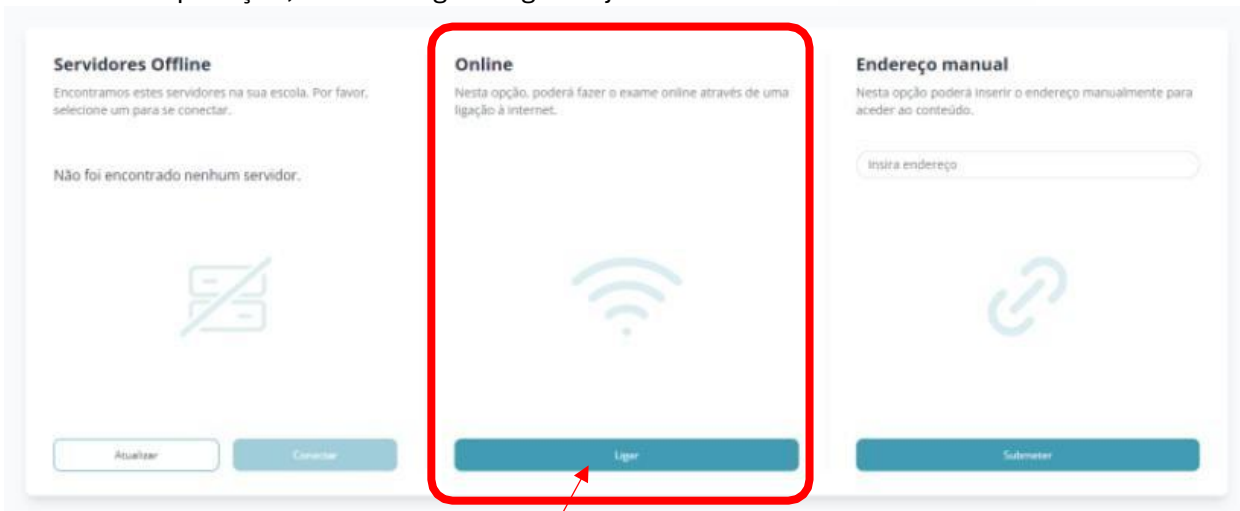 Servidores Offline
Encontramos estes servidores na sua escola. Por favor,
selecione um para se conectar.
Não foi encontrado nenhum servidor.
Atualizar
Conectar
Online
Nesta opção, poderá fazer o exame online através de uma
ligação à internet.
Ligar
Endereço manual
Nesta opção poderá inserir o endereço manualmente para
aceder ao conteúdo.
Insira endereço
Submeter